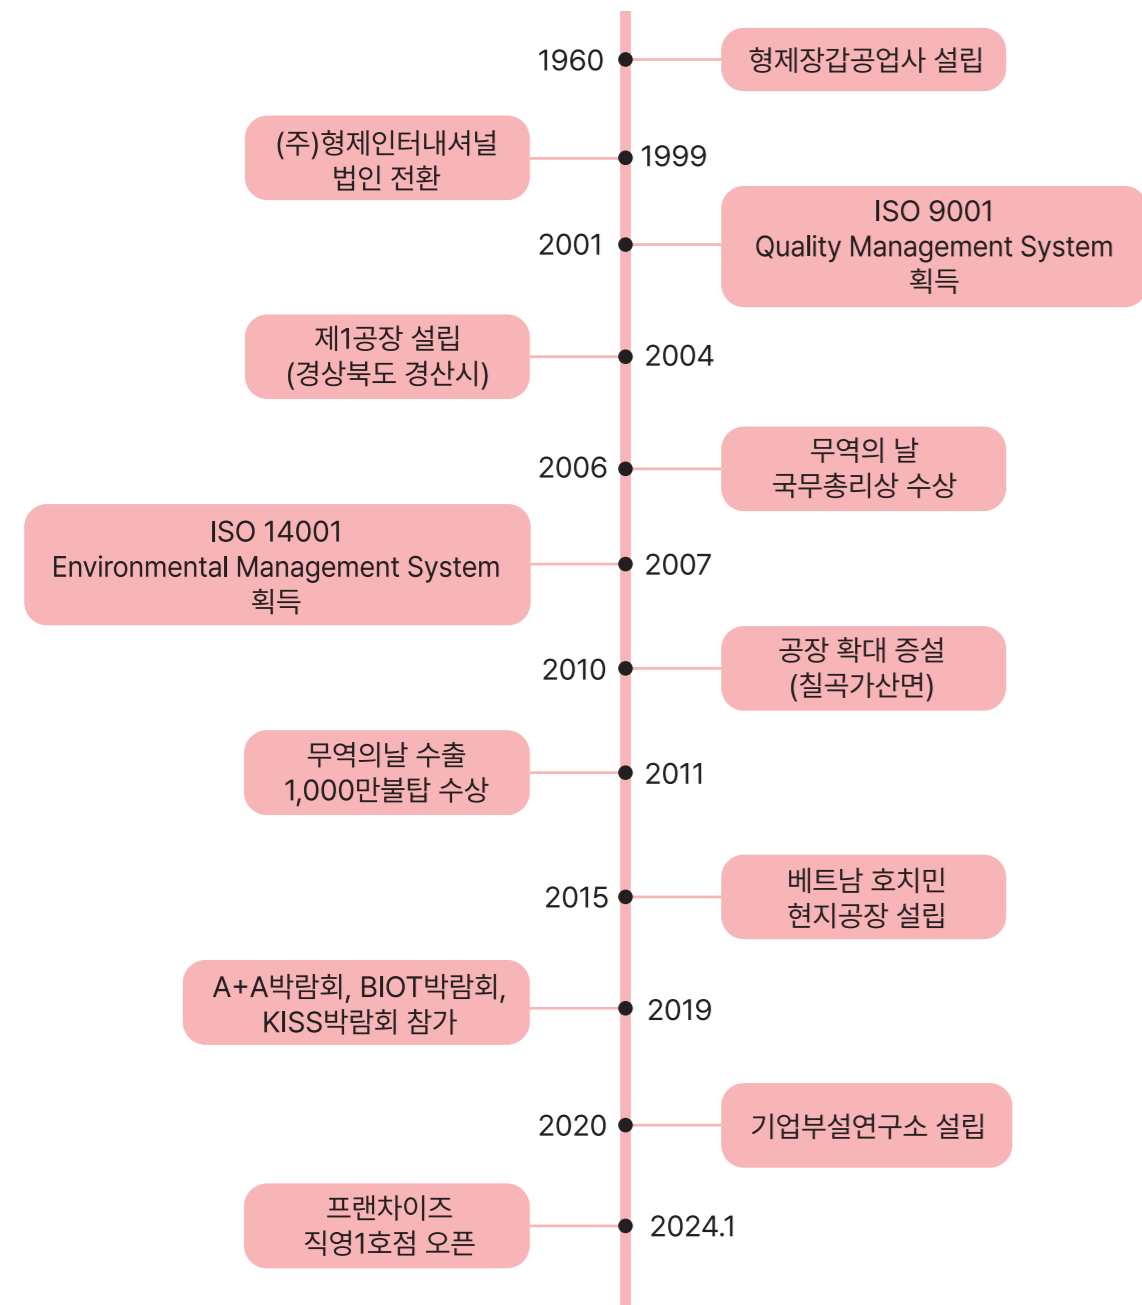 1960
형제장갑공업사 설립
(주)형제인터내셔널
법인 전환
1999
2001
ISO 9001
Quality Management System
획득
제1공장 설립
(경상북도 경산시)
2004
2006
무역의 날
국무총리상 수상
ISO 14001
Environmental Management System
획득
2007
2010
공장 확대 증설
(칠곡가산면)
무역의날 수출
1,000만불탑 수상
2011
2015
베트남 호치민
현지공장 설립
A+A박람회, BIOT박람회,
KISS박람회 참가
2019
2020
기업부설연구소 설립
프랜차이즈
직영1호점 오픈
2024.1